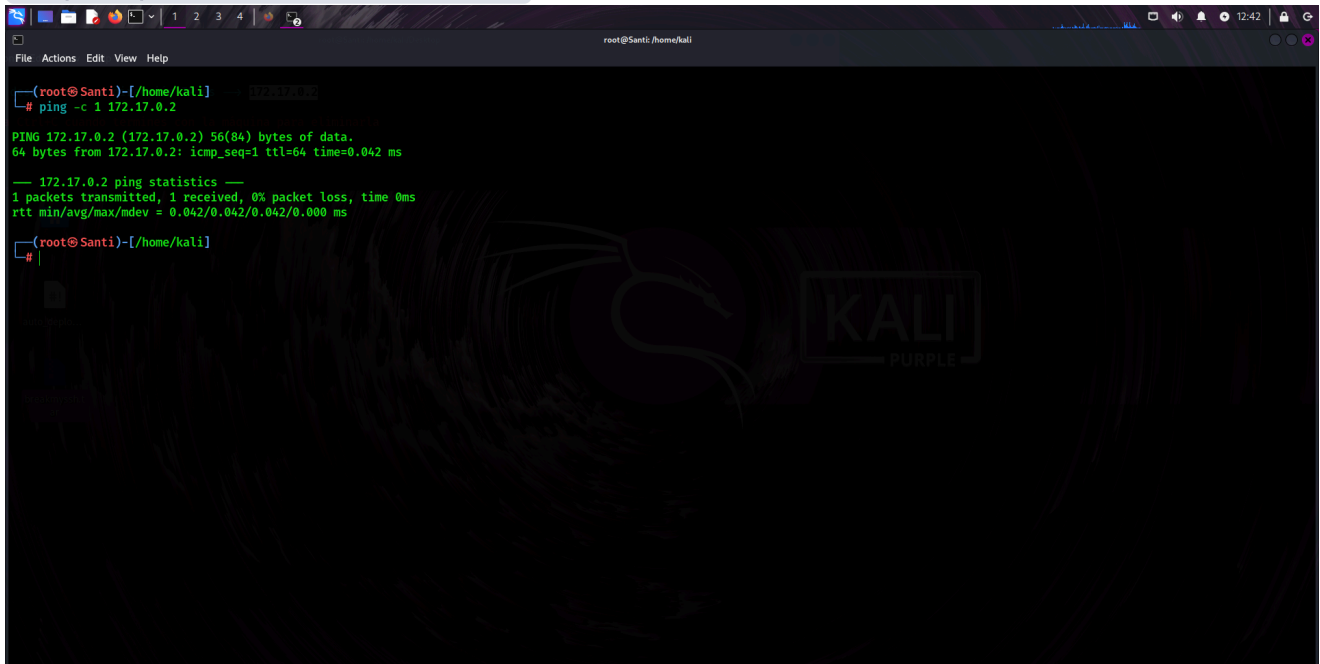 1 2 3 4
12:42
root@Santi: /home/kali
File Actions Edit View Help
┌──(root㉿Santi)-[/home/kali]
172.17.0.2
└─# ping -c 1 172.17.0.2
PING 172.17.0.2 (172.17.0.2) 56(84) bytes of data.
64 bytes from 172.17.0.2: icmp_seq=1 ttl=64 time=0.042 ms
—— 172.17.0.2 ping statistics ——
1 packets transmitted, 1 received, 0% packet loss, time 0ms
rtt min/avg/max/mdev = 0.042/0.042/0.042/0.000 ms
┌──(root㉿Santi)-[/home/kali]
└─#
KALI
PURPLE